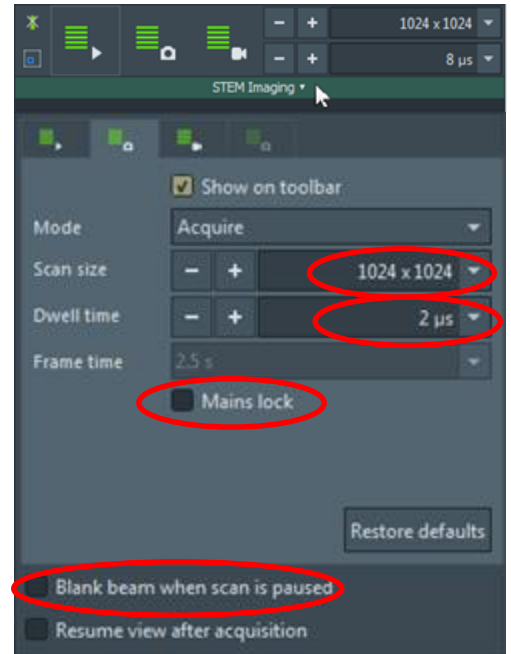 - + 1024 x 1024
- + 8 µs
STEM Imaging
Show on toolbar
Mode Acquire
Scan size - + 1024 x 1024
Dwell time - + 2 µs
Frame time 2.5 s
Mains lock
Restore defaults
Blank beam when scan is paused
Resume view after acquisition